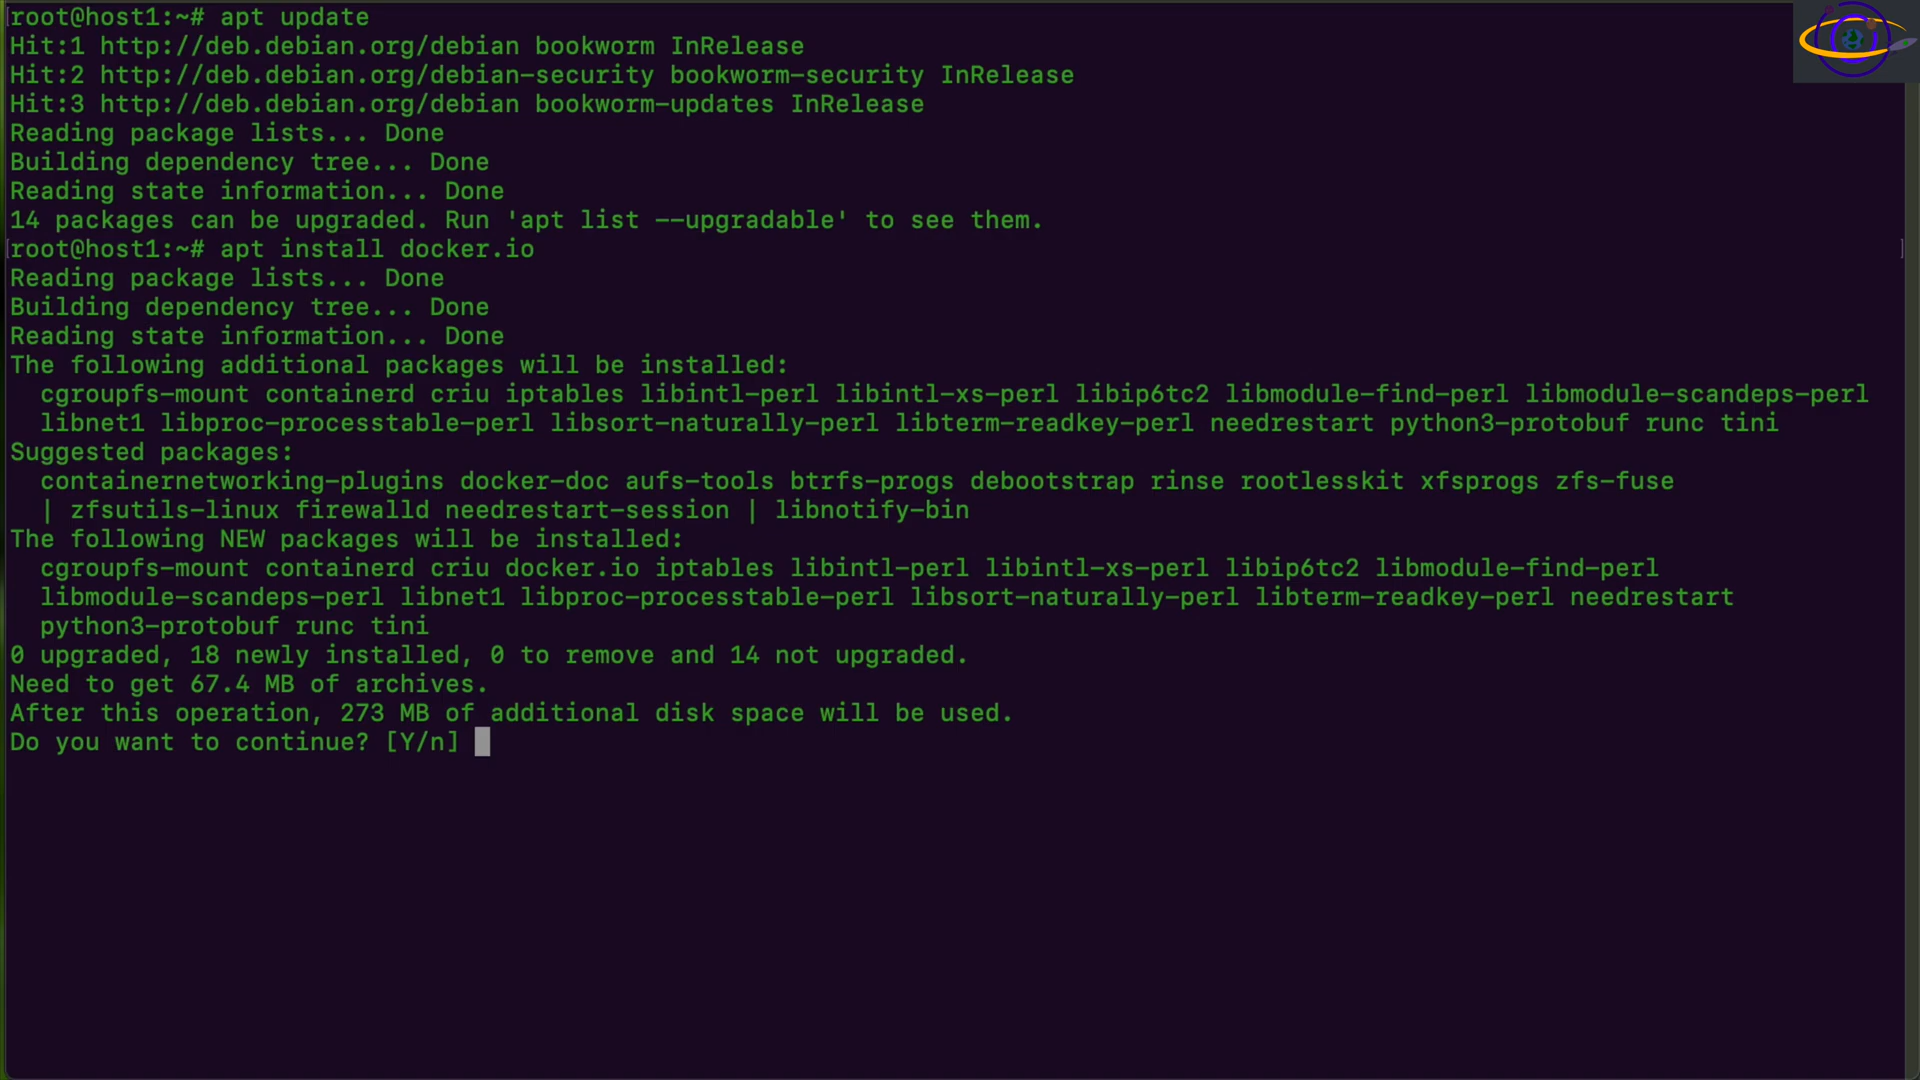 [root@host1:~# apt update
Hit:1 http://deb.debian.org/debian bookworm InRelease
Hit:2 http://deb.debian.org/debian-security bookworm-security InRelease
Hit:3 http://deb.debian.org/debian bookworm-updates InRelease
Reading package lists... Done
Building dependency tree... Done
Reading state information... Done
14 packages can be upgraded. Run 'apt list --upgradable' to see them.
[root@host1:~# apt install docker.io ]
Reading package lists... Done
Building dependency tree... Done
Reading state information... Done
The following additional packages will be installed:
  cgroupfs-mount containerd criu iptables libintl-perl libintl-xs-perl libip6tc2 libmodule-find-perl libmodule-scandeps-perl
  libnet1 libproc-processtable-perl libsort-naturally-perl libterm-readkey-perl needrestart python3-protobuf runc tini
Suggested packages:
  containernetworking-plugins docker-doc aufs-tools btrfs-progs debootstrap rinse rootlesskit xfsprogs zfs-fuse
  | zfsutils-linux firewalld needrestart-session | libnotify-bin
The following NEW packages will be installed:
  cgroupfs-mount containerd criu docker.io iptables libintl-perl libintl-xs-perl libip6tc2 libmodule-find-perl
  libmodule-scandeps-perl libnet1 libproc-processtable-perl libsort-naturally-perl libterm-readkey-perl needrestart
  python3-protobuf runc tini
0 upgraded, 18 newly installed, 0 to remove and 14 not upgraded.
Need to get 67.4 MB of archives.
After this operation, 273 MB of additional disk space will be used.
Do you want to continue? [Y/n]